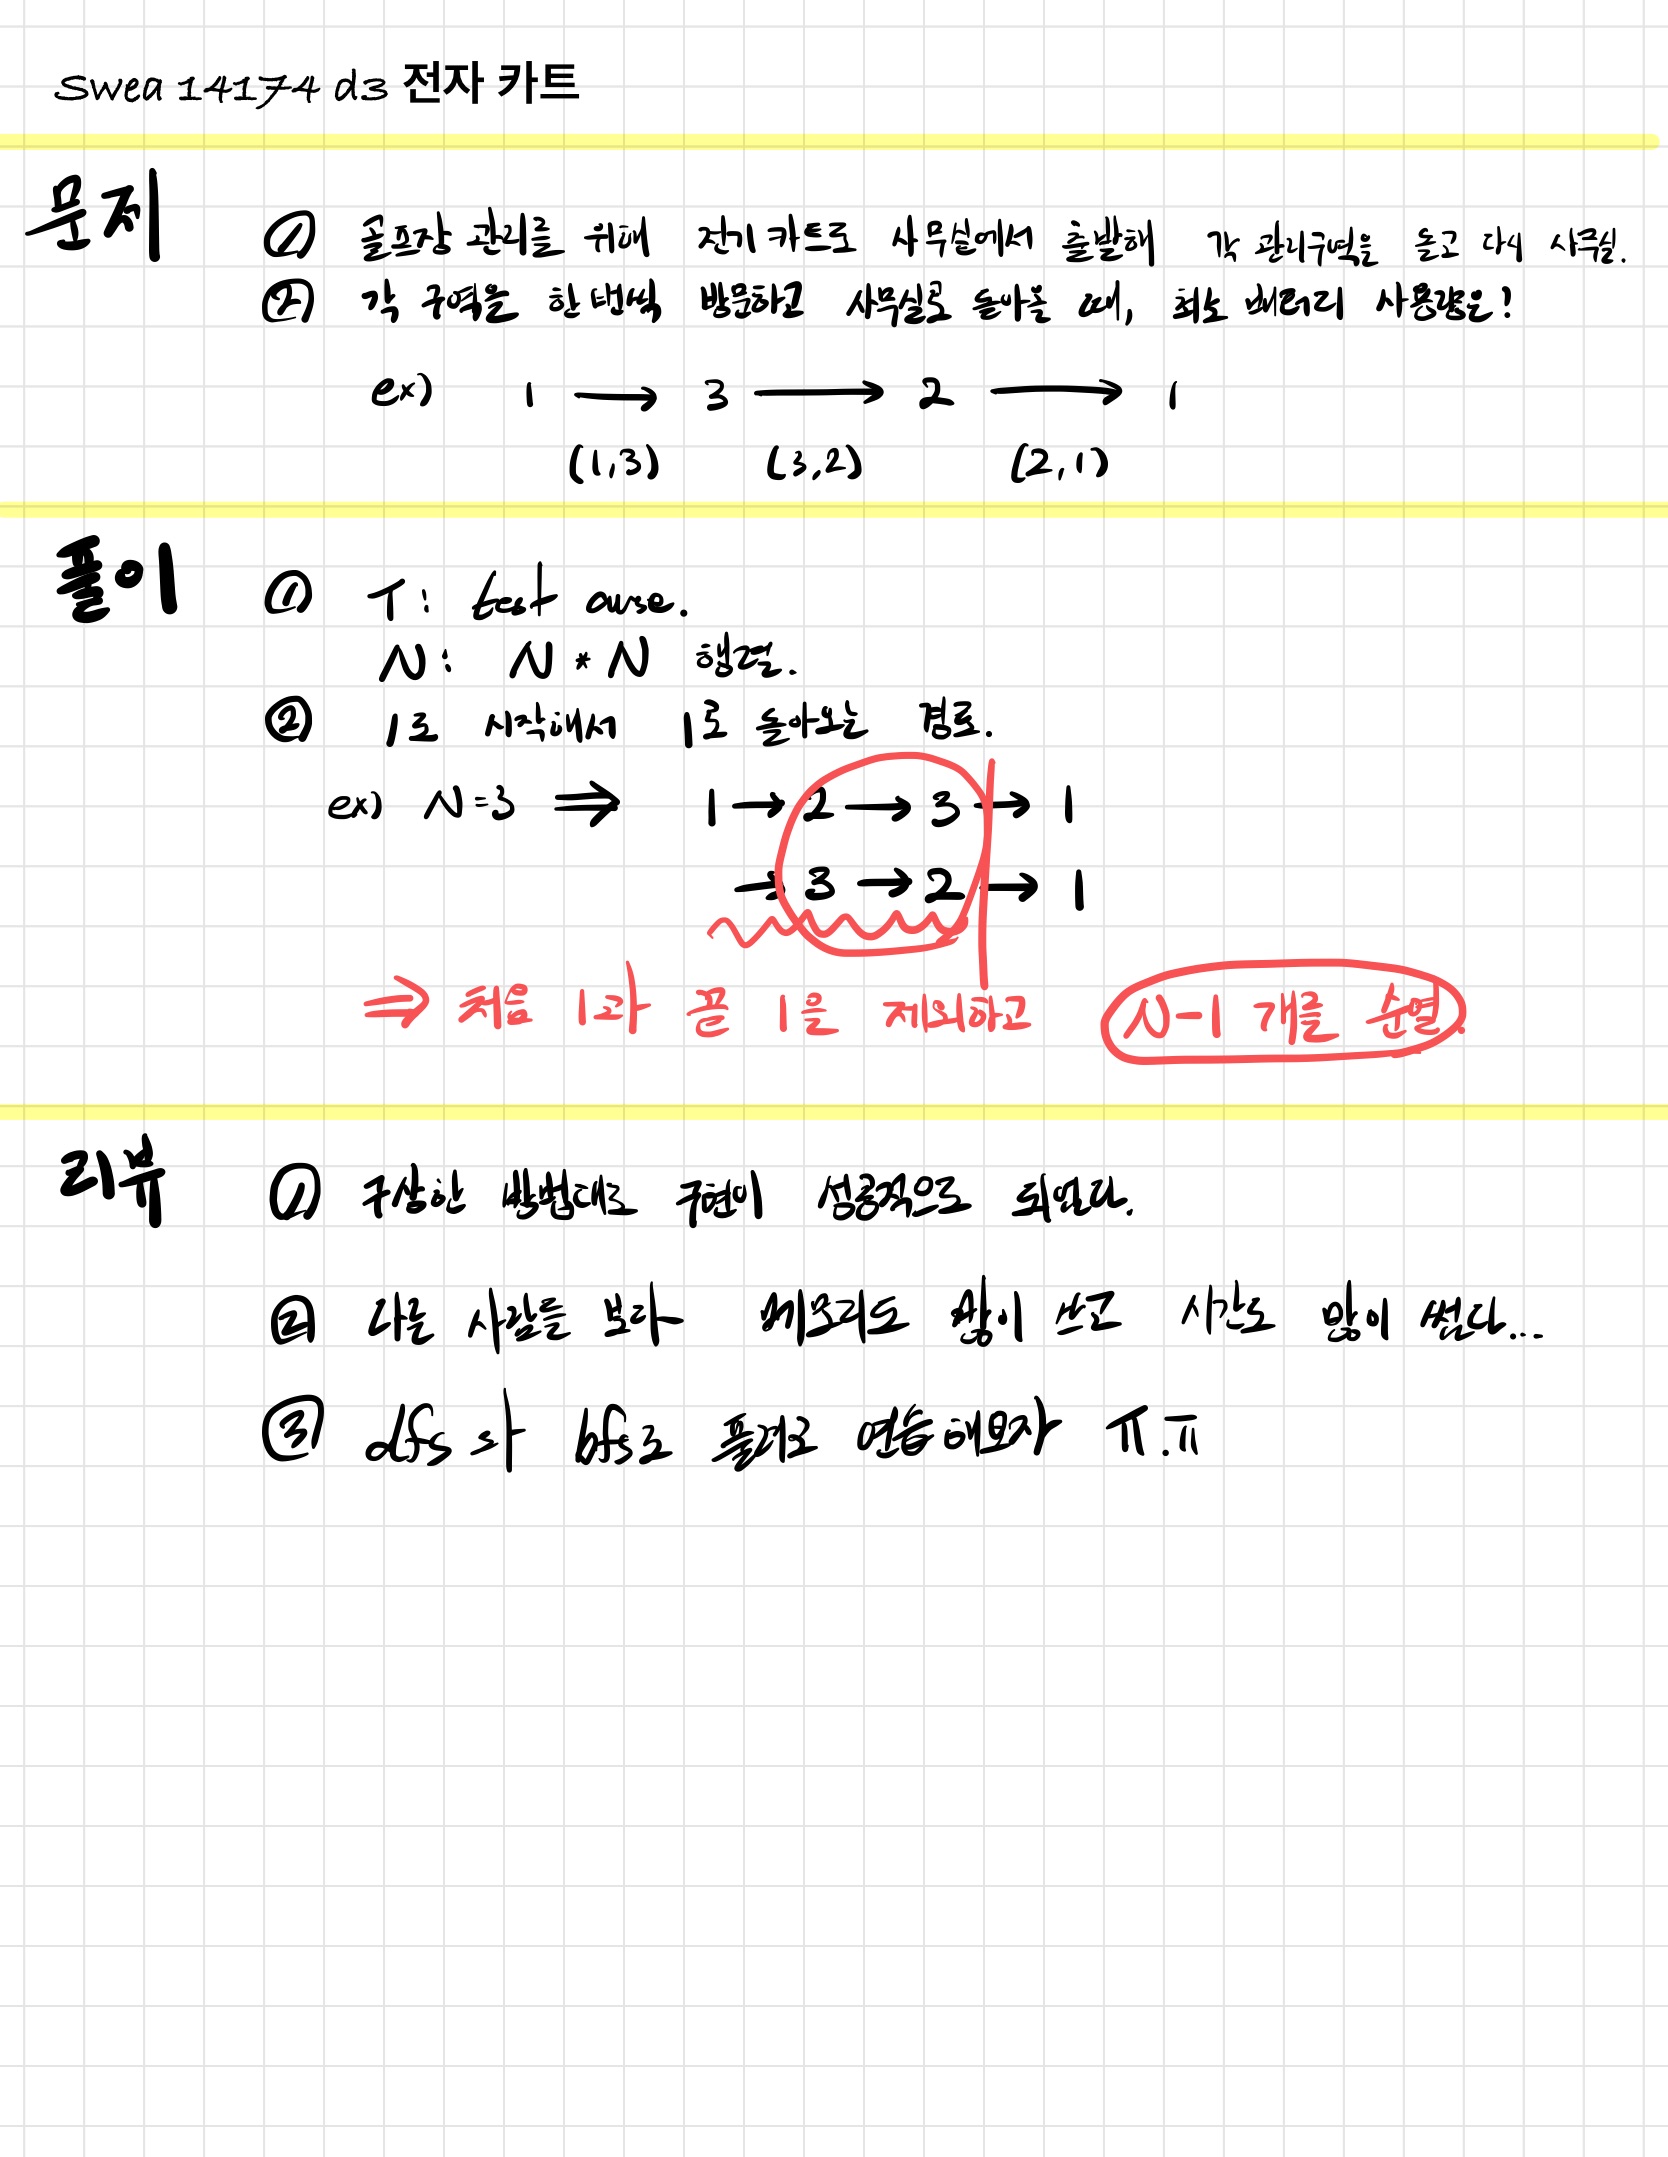 Swea 14174 d3 전자 카트
문제
① 골프장 관리를 위해 전기카트로 사무실에서 출발해 각 관리구역을 돌고 다시 사무실.
② 각 구역을 한번씩 방문하고 사무실로 돌아올 때, 최소 배터리 사용량은!
ex) 1 → 3 → 2 → 1
(1,3) (3,2) (2,1)
풀이
① T: test case.
N: N * N 행렬.
② 1로 시작해서 1로 돌아오는 경로.
ex) N=3 ⇒ 1 → 2 → 3 → 1
→ 3 → 2 → 1
⇒ 처음 1과 끝 1을 제외하고 N-1 개를 순열.
리뷰
① 구상한 방법대로 구현이 성공적으로 되었다.
② 다른 사람들 보다 메모리도 많이 쓰고 시간도 많이 썼다...
③ dfs와 bfs로 풀려고 연습해보자 ㅠ.ㅠ